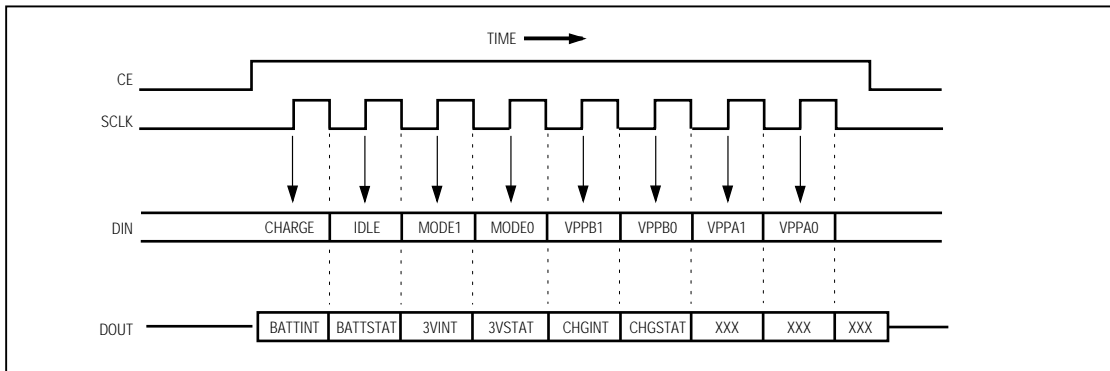 TIME
CE
SCLK
DIN CHARGE IDLE MODE1 MODE0 VPPB1 VPPB0 VPPA1 VPPA0
DOUT BATTINT BATTSTAT 3VINT 3VSTAT CHGINT CHGSTAT XXX XXX XXX